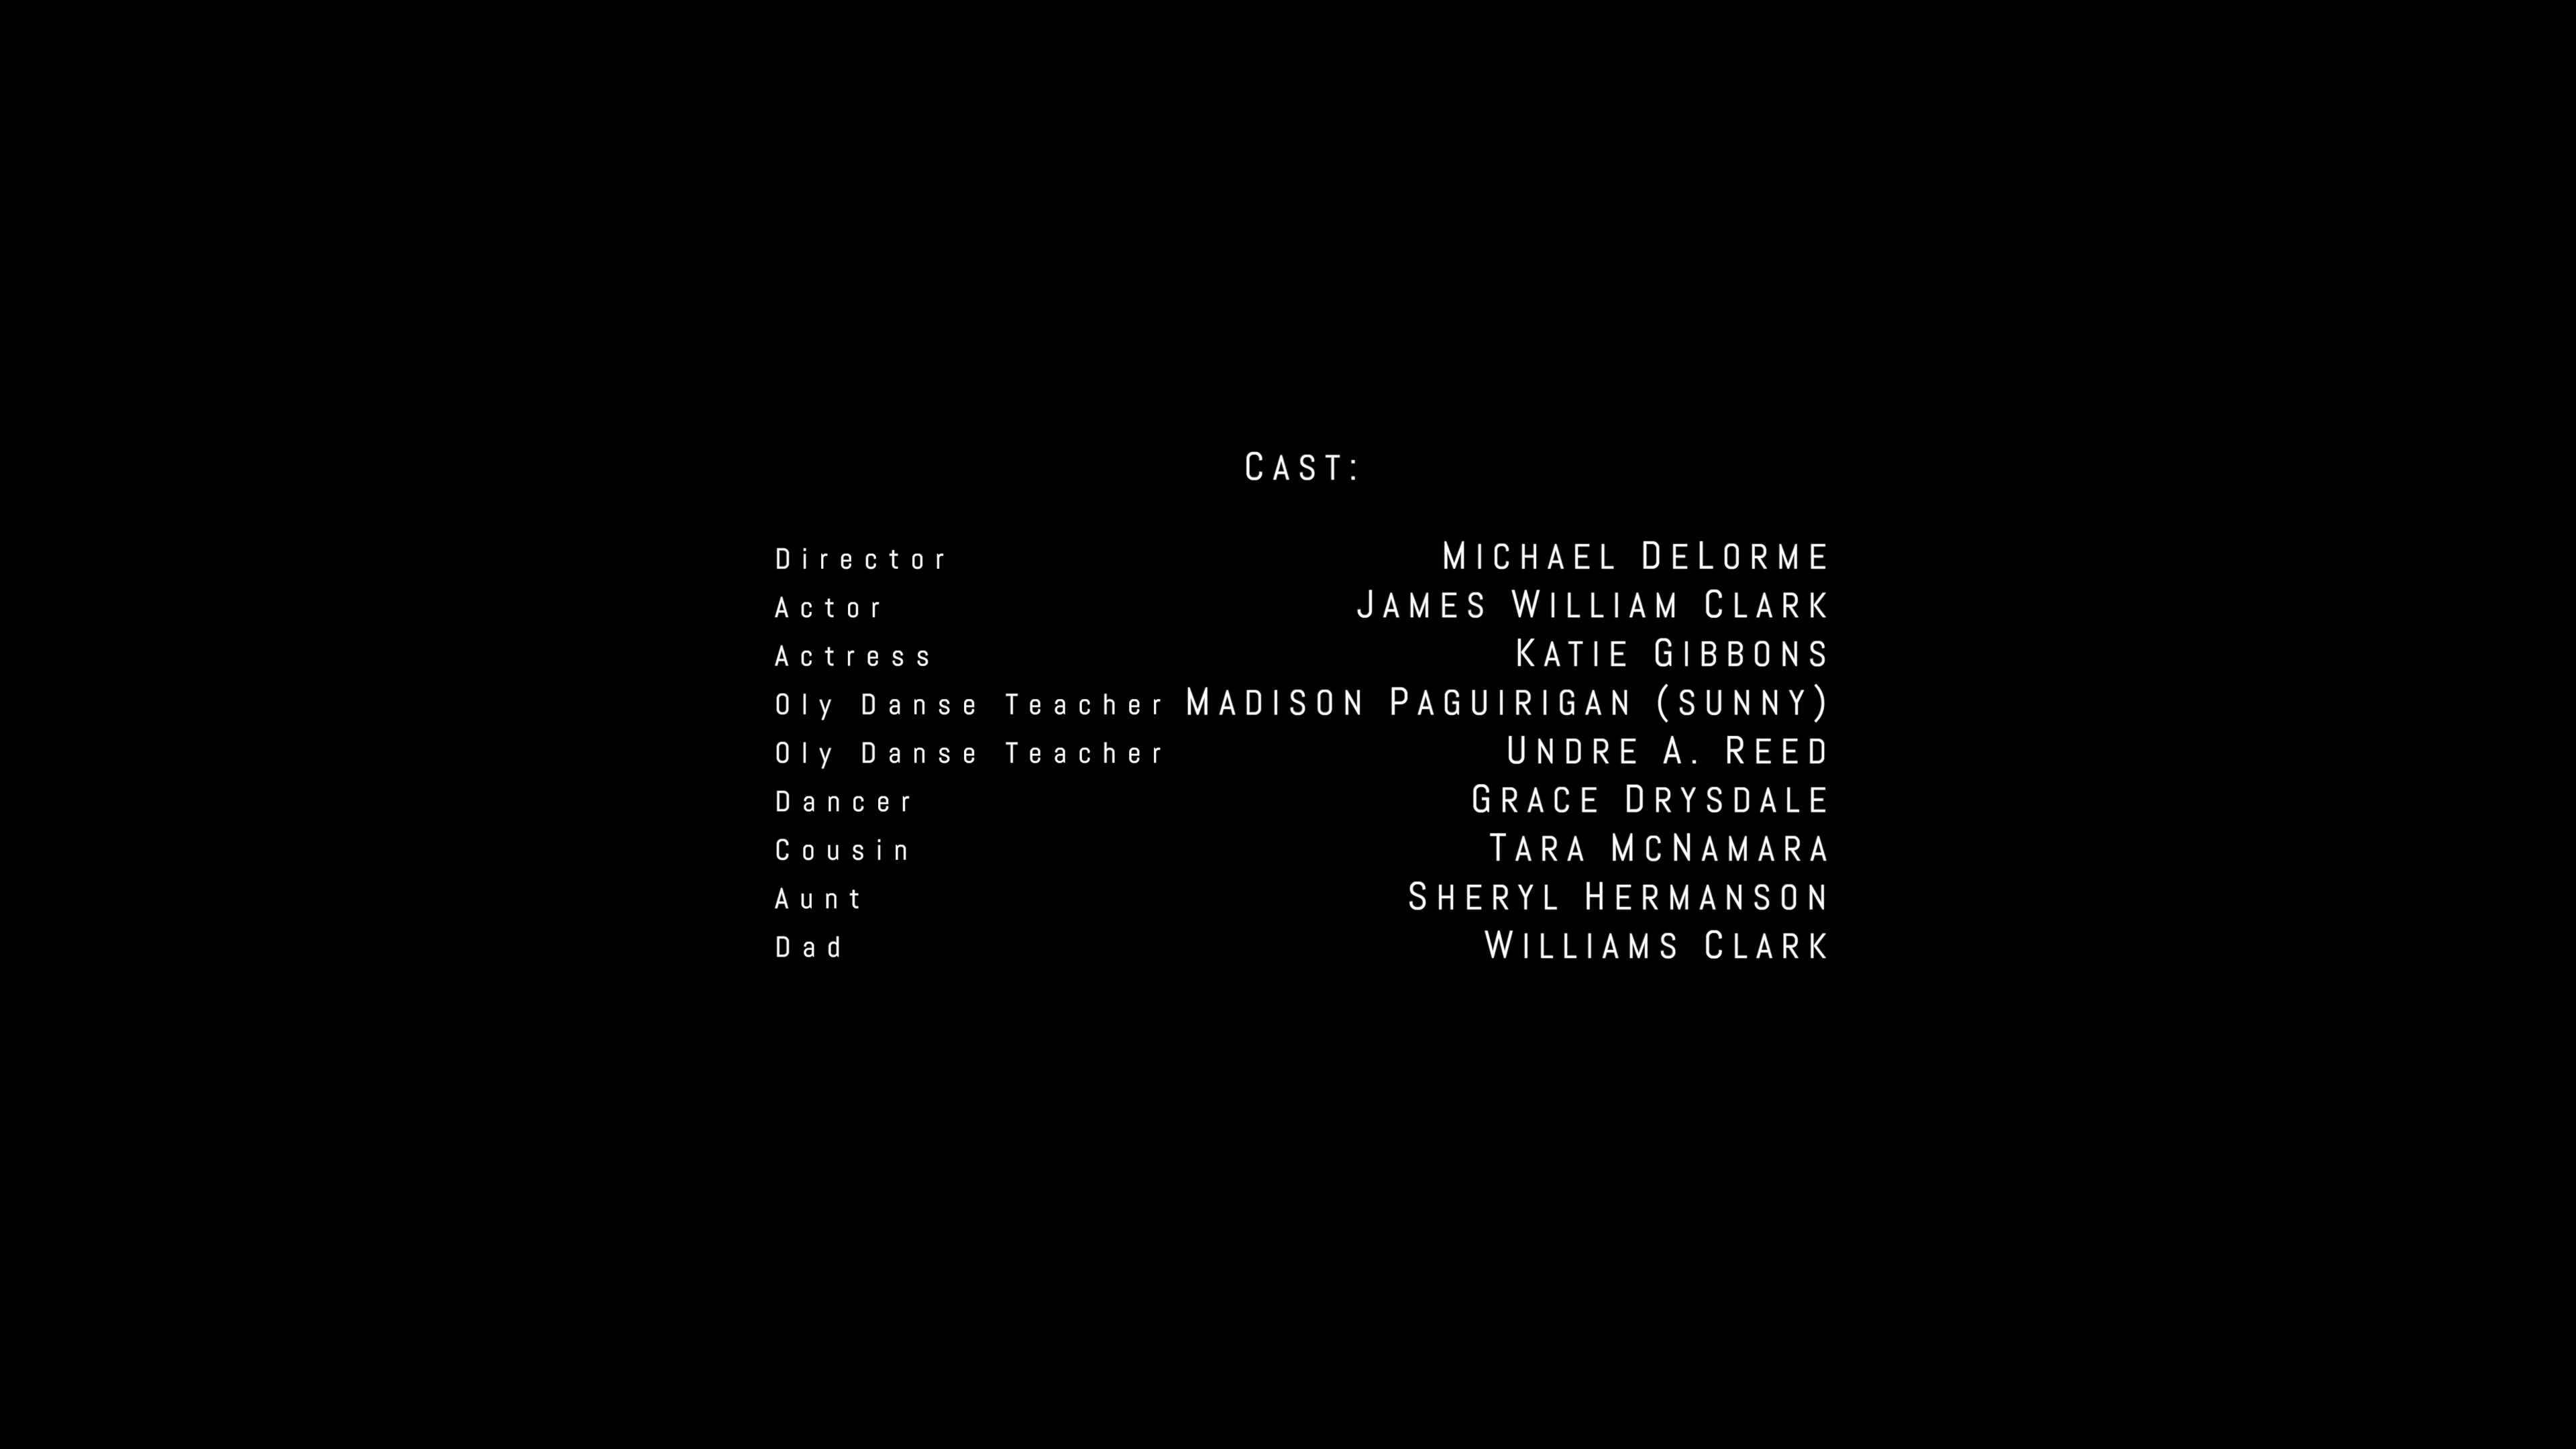 CAST:
Director MICHAEL DELORME
Actor JAMES WILLIAM CLARK
Actress KATIE GIBBONS
Oly Danse Teacher MADISON PAGUIRIGAN (SUNNY)
Oly Danse Teacher UNDRE A. REED
Dancer GRACE DRYSDALE
Cousin TARA MCNAMARA
Aunt SHERYL HERMANSON
Dad WILLIAMS CLARK